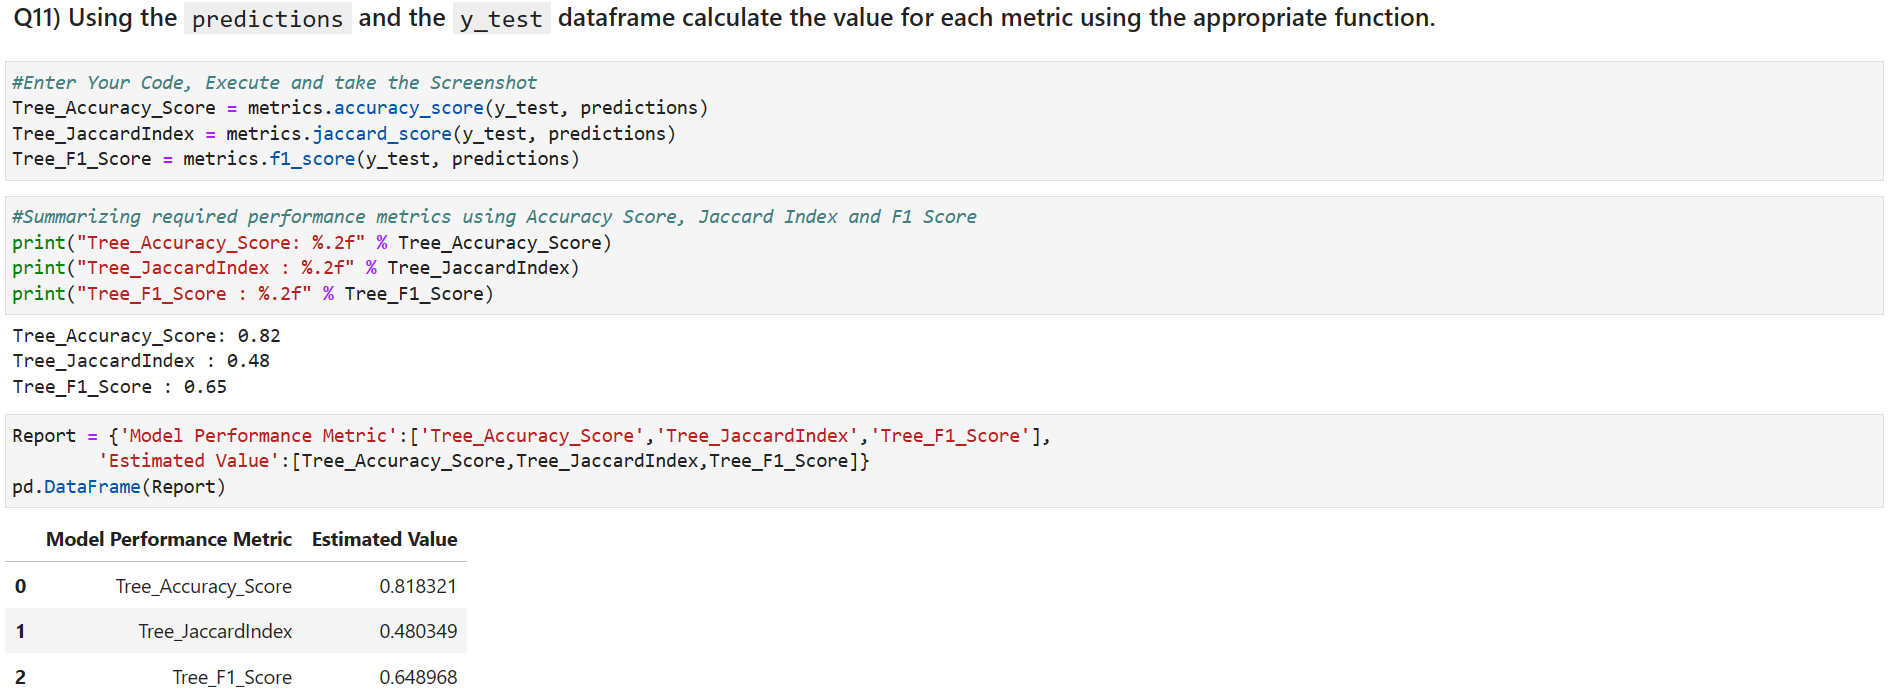 Q11) Using the predictions and the y_test dataframe calculate the value for each metric using the appropriate function.
#Enter Your Code, Execute and take the Screenshot
Tree_Accuracy_Score = metrics.accuracy_score(y_test, predictions)
Tree_JaccardIndex = metrics.jaccard_score(y_test, predictions)
Tree_F1_Score = metrics.f1_score(y_test, predictions)
#Summarizing required performance metrics using Accuracy Score, Jaccard Index and F1 Score
print("Tree_Accuracy_Score: %.2f" % Tree_Accuracy_Score)
print("Tree_JaccardIndex : %.2f" % Tree_JaccardIndex)
print("Tree_F1_Score : %.2f" % Tree_F1_Score)
Tree_Accuracy_Score: 0.82
Tree_JaccardIndex : 0.48
Tree_F1_Score : 0.65
Report = {'Model Performance Metric':['Tree_Accuracy_Score','Tree_JaccardIndex','Tree_F1_Score'],
'Estimated Value':[Tree_Accuracy_Score,Tree_JaccardIndex,Tree_F1_Score]}
pd.DataFrame(Report)
Model Performance Metric Estimated Value
0 Tree_Accuracy_Score 0.818321
1 Tree_JaccardIndex 0.480349
2 Tree_F1_Score 0.648968